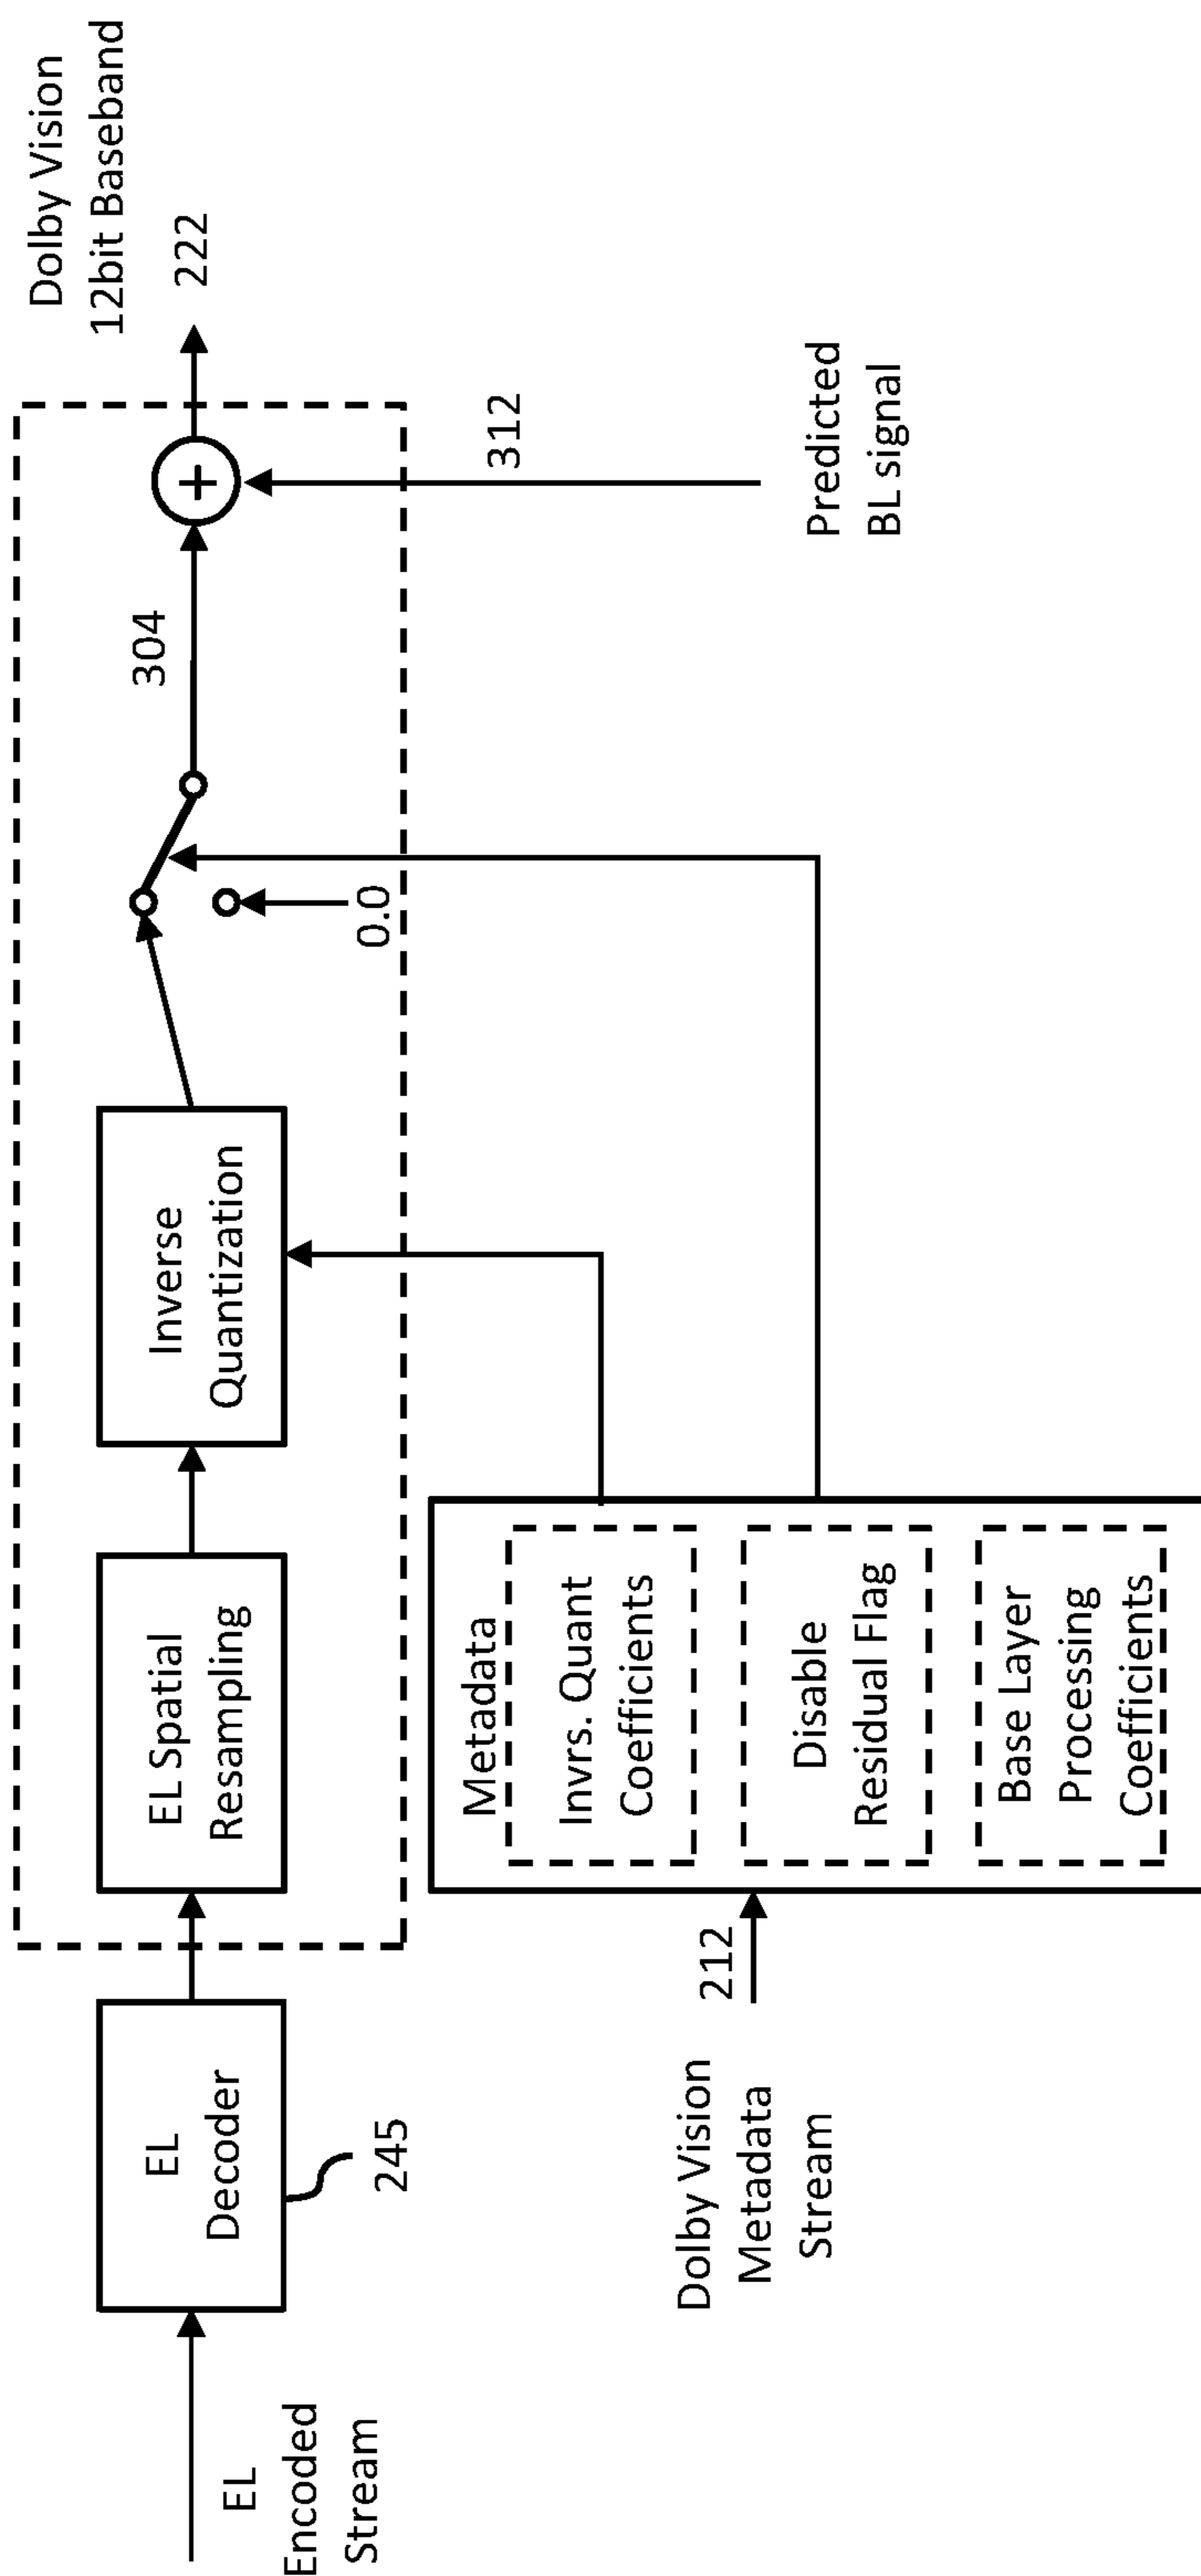 EL
Encoded
Stream
EL
Decoder
245
EL Spatial
Resampling
Inverse
Quantization
0.0
304
+
Dolby Vision
12bit Baseband
222
312
Predicted
BL signal
Dolby Vision
Metadata
Stream
212
Metadata
Invrs. Quant
Coefficients
Disable
Residual Flag
Base Layer
Processing
Coefficients